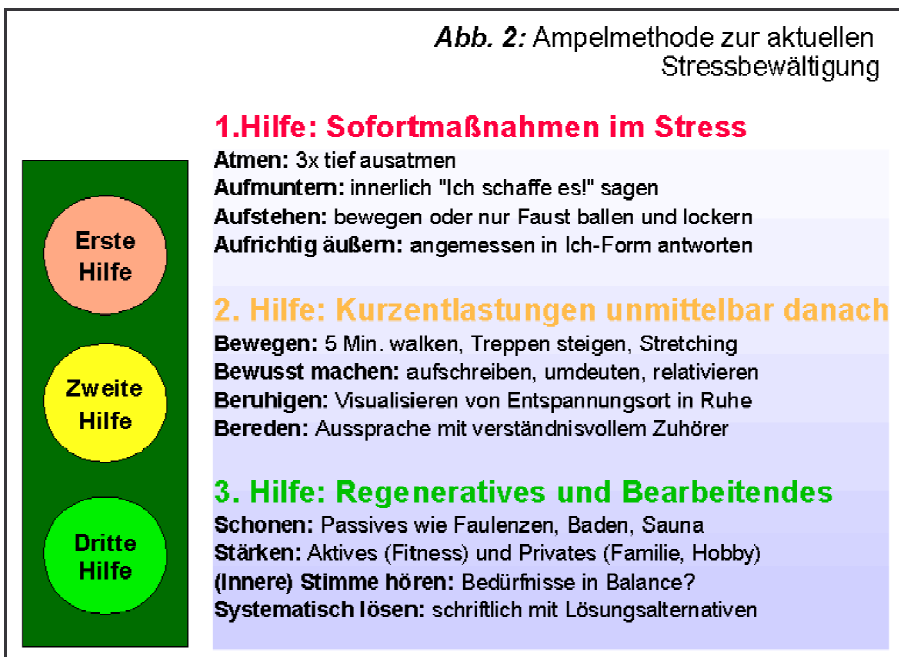 Abb. 2: Ampelmethode zur aktuellen
Stressbewältigung
1.Hilfe: Sofortmaßnahmen im Stress
Atmen: 3x tief ausatmen
Aufmuntern: innerlich "Ich schaffe es!" sagen
Aufstehen: bewegen oder nur Faust ballen und lockern
Aufrichtig äußern: angemessen in Ich-Form antworten
Erste
Hilfe
2. Hilfe: Kurzentlastungen unmittelbar danach
Bewegen: 5 Min. walken, Treppen steigen, Stretching
Bewusst machen: aufschreiben, umdeuten, relativieren
Beruhigen: Visualisieren von Entspannungsort in Ruhe
Bereden: Aussprache mit verständnisvollem Zuhörer
Zweite
Hilfe
3. Hilfe: Regeneratives und Bearbeitendes
Schonen: Passives wie Faulenzen, Baden, Sauna
Stärken: Aktives (Fitness) und Privates (Familie, Hobby)
(Innere) Stimme hören: Bedürfnisse in Balance?
Systematisch lösen: schriftlich mit Lösungsalternativen
Dritte
Hilfe